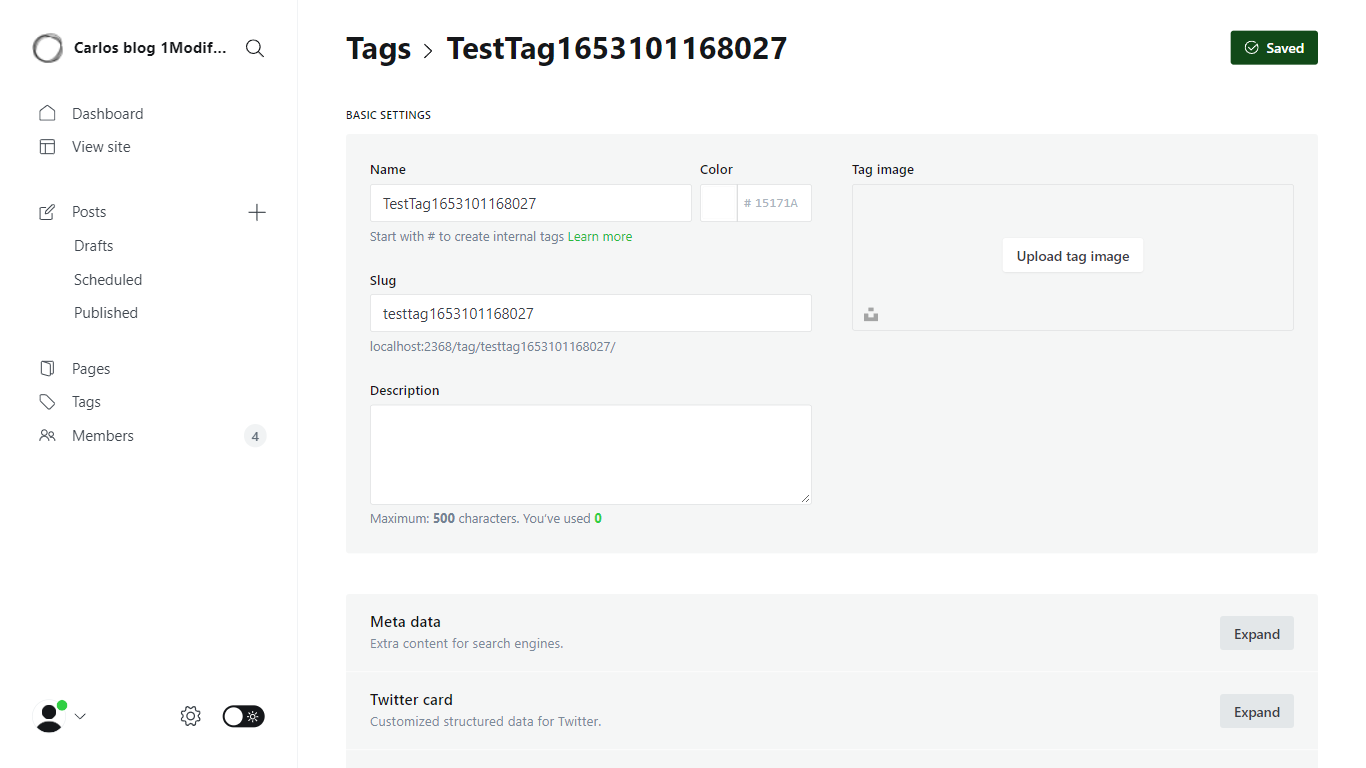 Carlos blog 1Modif...
Dashboard
View site
Posts
Drafts
Scheduled
Published
Pages
Tags
Members
4
Tags > TestTag1653101168027
Saved
BASIC SETTINGS
Name
TestTag1653101168027
Start with # to create internal tags Learn more
Color
# 15171A
Slug
testtag1653101168027
localhost:2368/tag/testtag1653101168027/
Description
Maximum: 500 characters. You've used 0
Tag image
Upload tag image
Meta data
Extra content for search engines.
Expand
Twitter card
Customized structured data for Twitter.
Expand